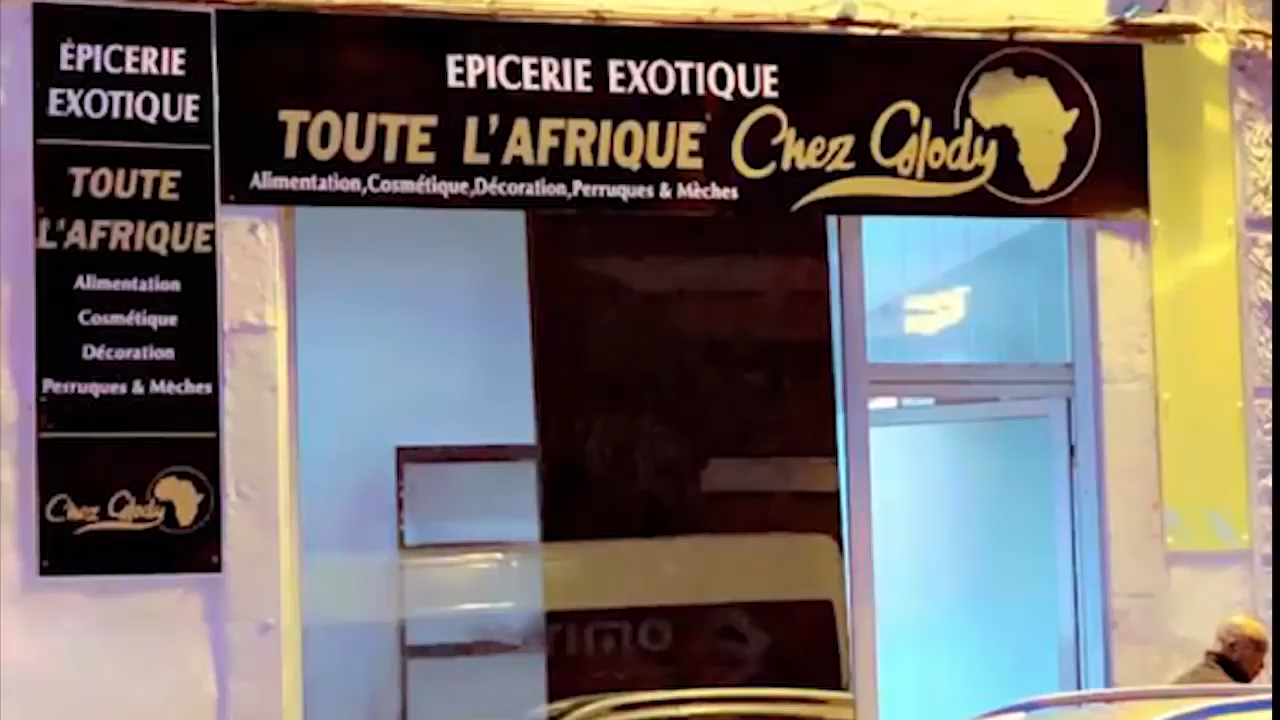 ÉPICERIE
EXOTIQUE
TOUTE
L'AFRIQUE
Alimentation
Cosmétique
Décoration
Perruques & Mèches
Chez Glody
EPICERIE EXOTIQUE
TOUTE L'AFRIQUE Chez Glody
Alimentation,Cosmétique,Décoration,Perruques & Mèches